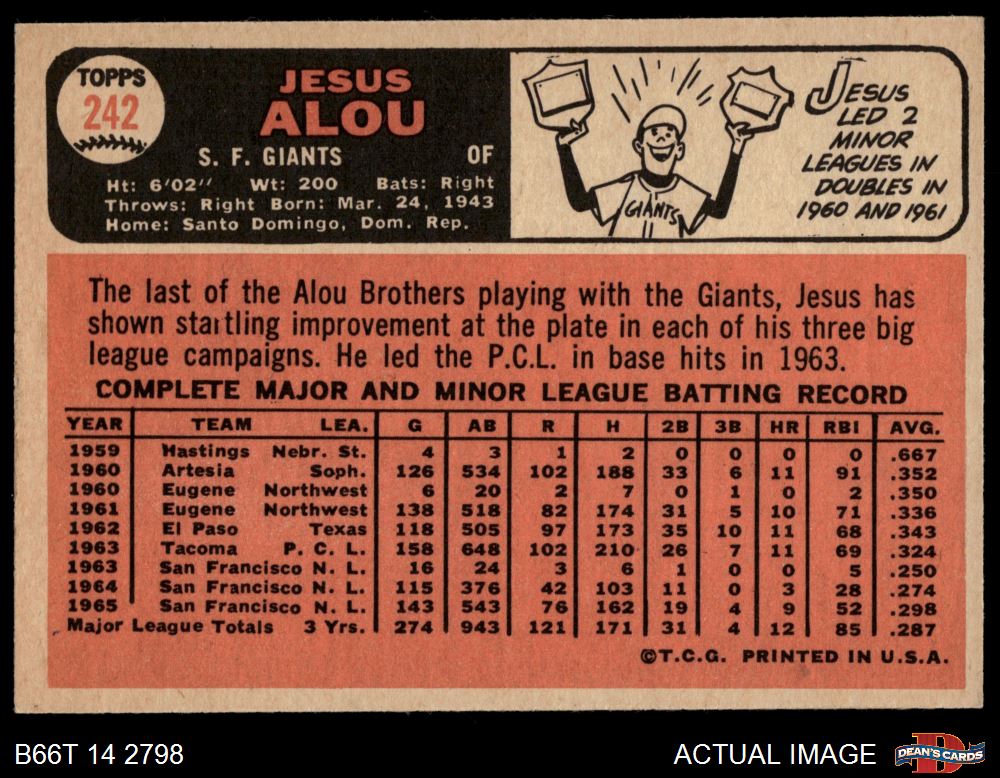 TOPPS
242
JESUS
ALOU
S. F. GIANTS OF
Ht: 6'02" Wt: 200 Bats: Right
Throws: Right Born: Mar. 24, 1943
Home: Santo Domingo, Dom. Rep.
GIANTS
JESUS
LED 2
MINOR
LEAGUES IN
DOUBLES IN
1960 AND 1961
The last of the Alou Brothers playing with the Giants, Jesus has
shown startling improvement at the plate in each of his three big
league campaigns. He led the P.C.L. in base hits in 1963.
COMPLETE MAJOR AND MINOR LEAGUE BATTING RECORD
YEAR TEAM LEA. G AB R H 2B 3B HR RBI AVG.
1959 Hastings Nebr. St. 4 3 1 2 0 0 0 0 .667
1960 Artesia Soph. 126 534 102 188 33 6 11 91 .352
1960 Eugene Northwest 6 20 2 7 0 1 0 2 .350
1961 Eugene Northwest 138 518 82 174 31 5 10 71 .336
1962 El Paso Texas 118 505 97 173 35 10 11 68 .343
1963 Tacoma P. C. L. 158 648 102 210 26 7 11 69 .324
1963 San Francisco N. L. 16 24 3 6 1 0 0 5 .250
1964 San Francisco N. L. 115 376 42 103 11 0 3 28 .274
1965 San Francisco N. L. 143 543 76 162 19 4 9 52 .298
Major League Totals 3 Yrs. 274 943 121 171 31 4 12 85 .287
©T.C.G. PRINTED IN U.S.A.
B66T 14 2798 ACTUAL IMAGE
DEAN'S CARDS